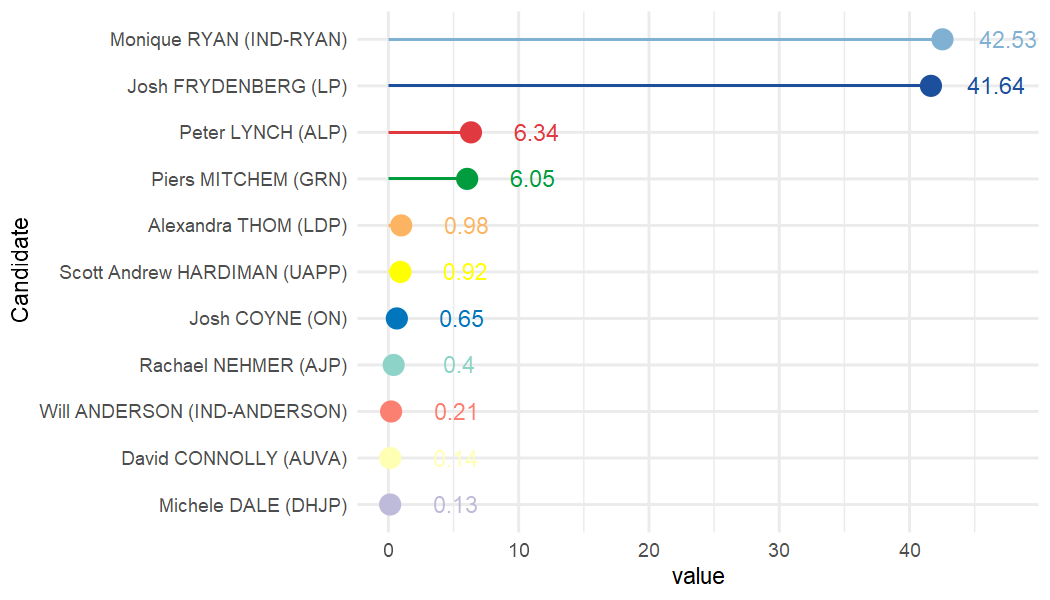 Monique RYAN (IND-RYAN) 42.53
Josh FRYDENBERG (LP) 41.64
Peter LYNCH (ALP) 6.34
Piers MITCHEM (GRN) 6.05
Alexandra THOM (LDP) 0.98
Scott Andrew HARDIMAN (UAPP) 0.92
Josh COYNE (ON) 0.65
Rachael NEHMER (AJP) 0.4
Will ANDERSON (IND-ANDERSON) 0.21
David CONNOLLY (AUVA) 0.14
Michele DALE (DHJP) 0.13
Candidate
0 10 20 30 40
value